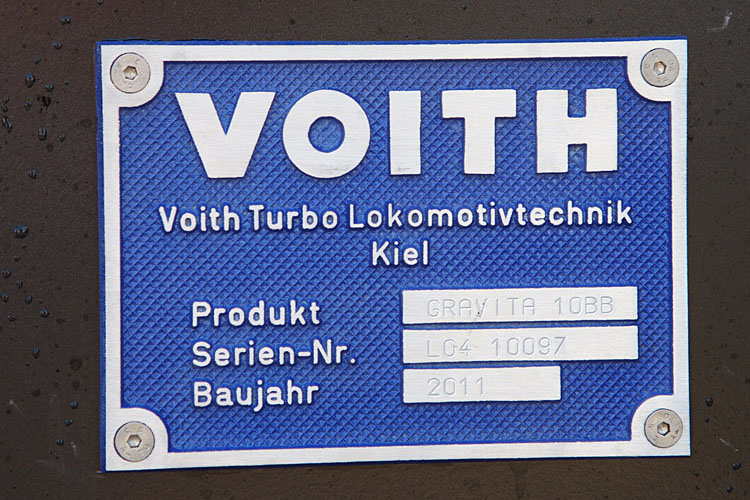 VOITH
Voith Turbo Lokomotivtechnik
Kiel
Produkt GRAVITA 10BB
Serien-Nr. L04 10097
Baujahr 2011